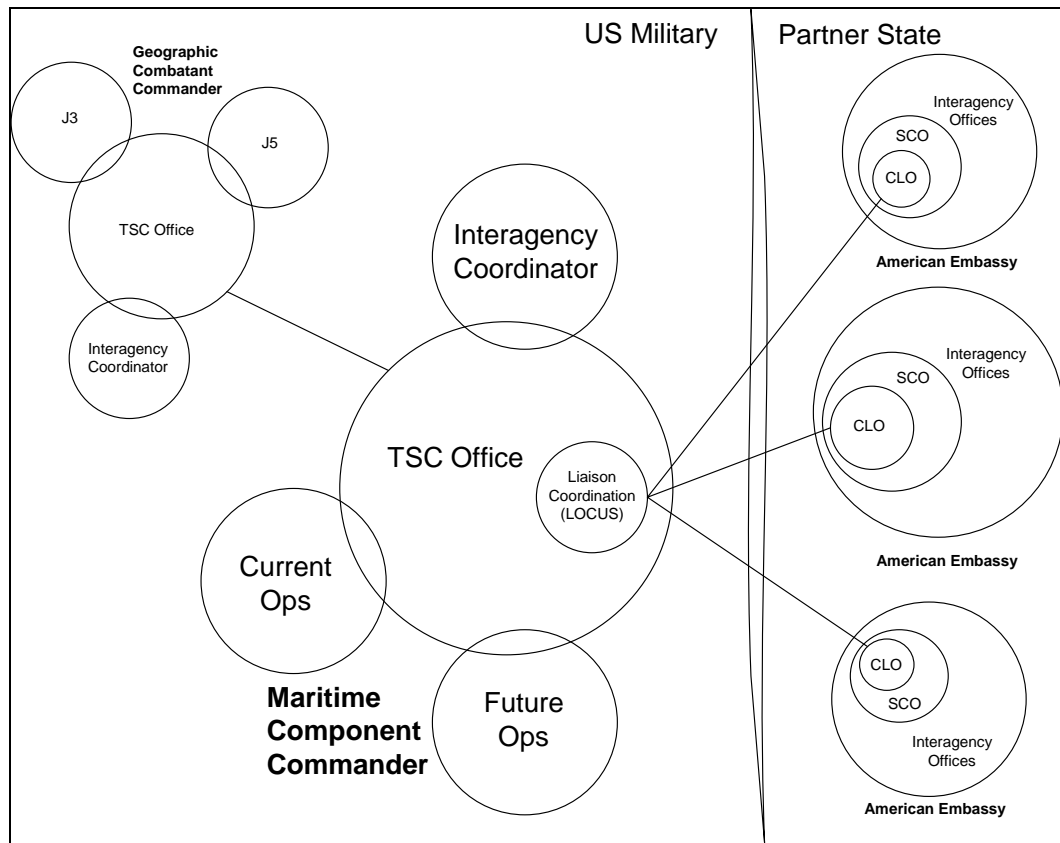 US Military
Partner State
Geographic
Combatant
Commander
J3
J5
TSC Office
Interagency
Coordinator
Interagency
Coordinator
TSC Office
Liaison
Coordination
(LOCUS)
Current
Ops
Future
Ops
Maritime
Component
Commander
Interagency
Offices
SCO
CLO
American Embassy
Interagency
Offices
SCO
CLO
American Embassy
CLO
SCO
Interagency
Offices
American Embassy